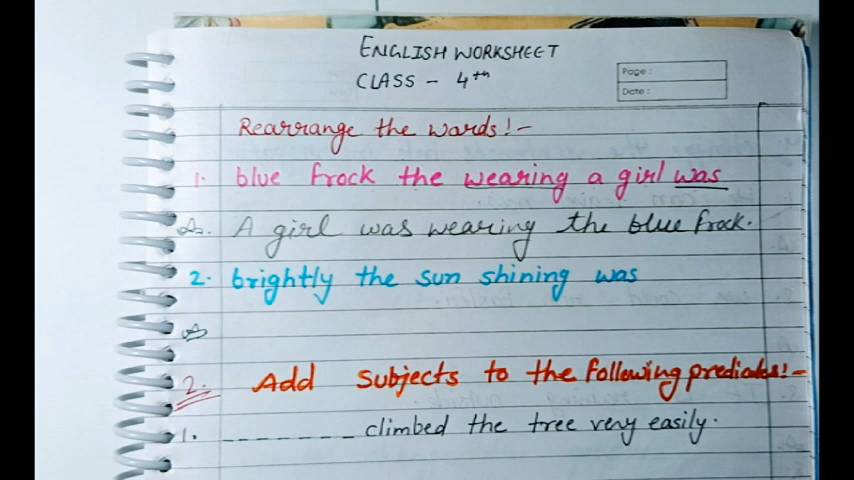 ENGLISH WORKSHEET
CLASS - 4th
Page :
Date :
Rearrange the wards! -
1. blue frock the wearing a girl was
A. A girl was wearing the blue frock.
2. brightly the sun shining was
A
2. Add subjects to the following predicates! -
1. _ _ _ _ _ _ _ climbed the tree very easily.